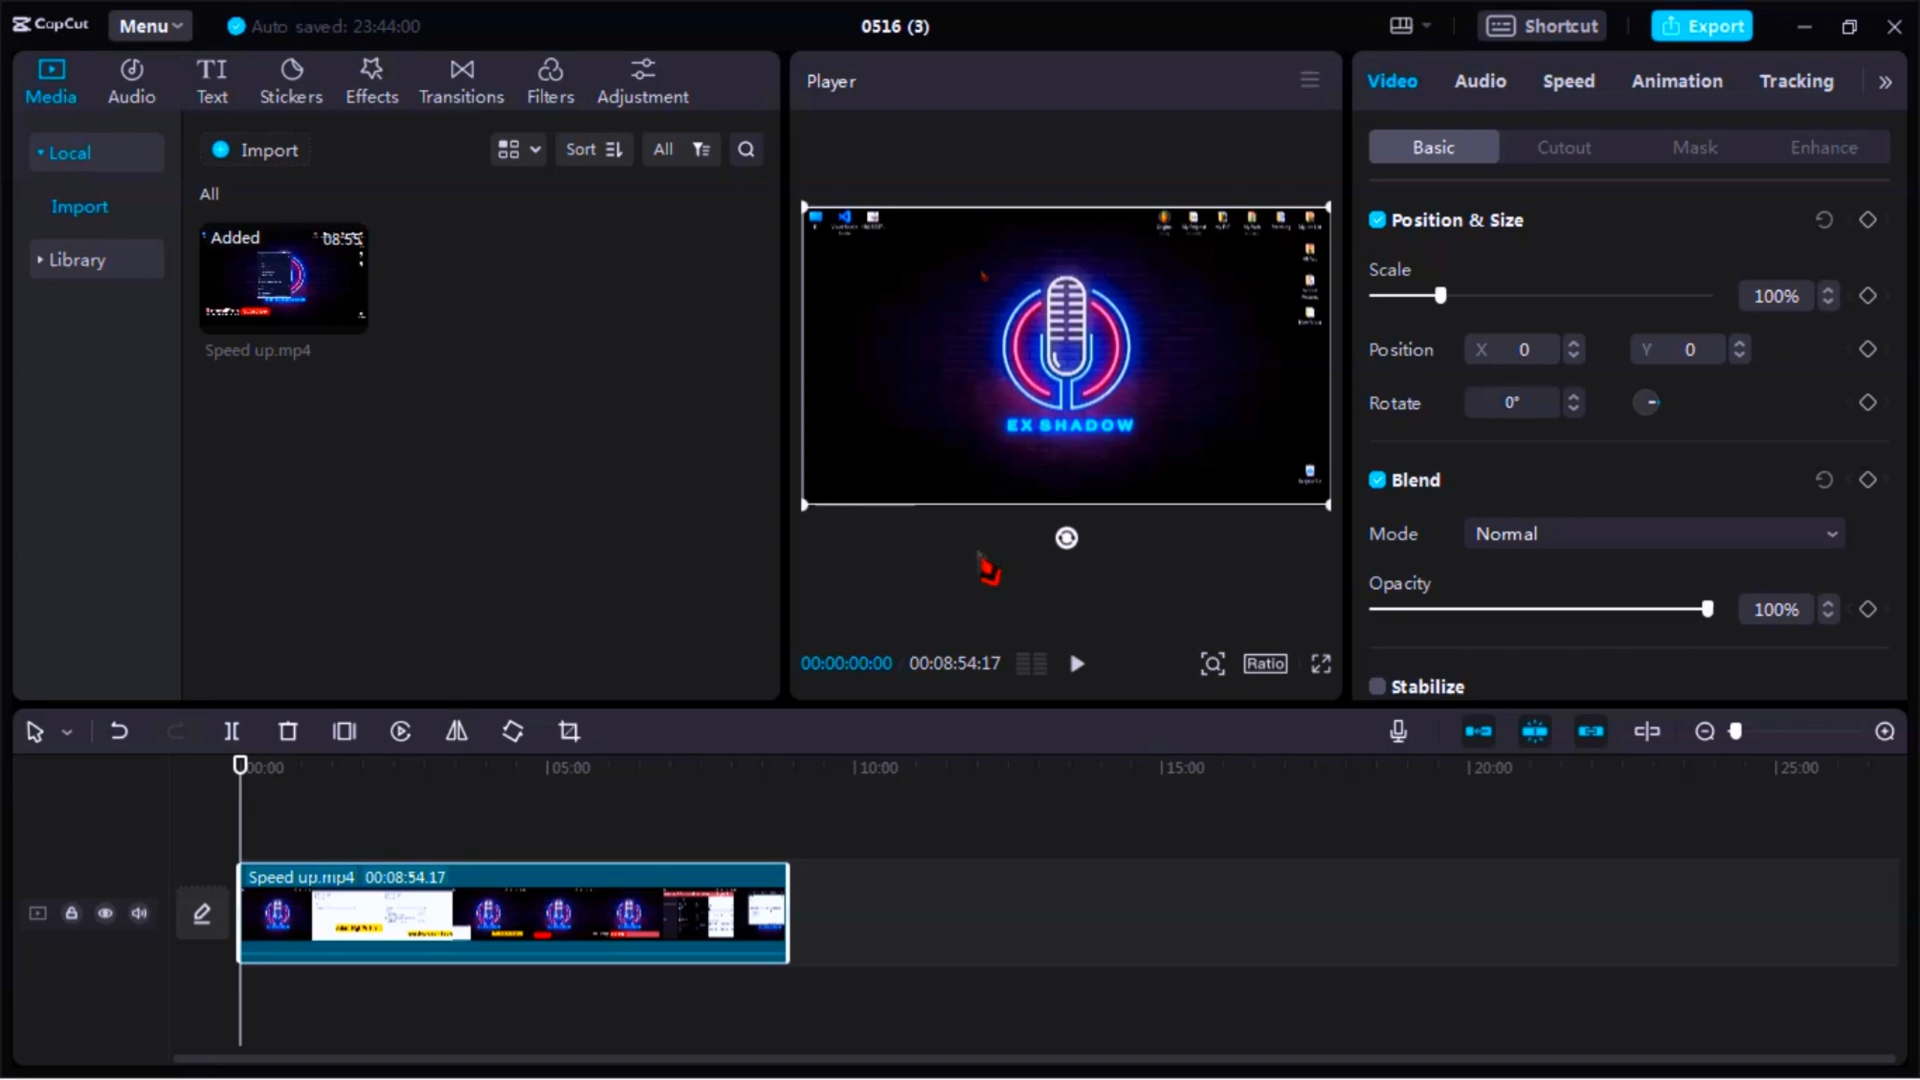 CapCut
Menu
Auto saved: 23:44:00
0516 (3)
Shortcut
Export
Media
Audio
Text
Stickers
Effects
Transitions
Filters
Adjustment
Local
Import
Library
Import
Sort
All
All
Added
08:55
Speed up.mp4
Player
EX SHADOW
00:00:00:00 / 00:08:54:17
Ratio
Video
Audio
Speed
Animation
Tracking
Basic
Cutout
Mask
Enhance
Position & Size
Scale
100%
Position
X 0
Y 0
Rotate
0°
Blend
Mode
Normal
Opacity
100%
Stabilize
00:00
05:00
10:00
15:00
20:00
25:00
Speed up.mp4 00:08:54.17